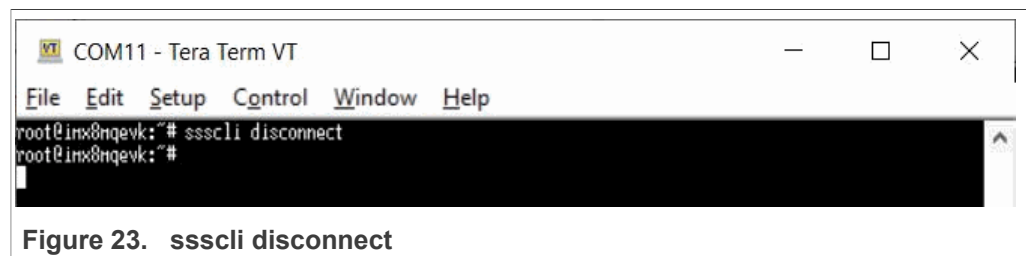 VT COM11 - Tera Term VT
File Edit Setup Control Window Help
root@imx8mqevk:~# ssscli disconnect
root@imx8mqevk:~#
Figure 23. ssscli disconnect